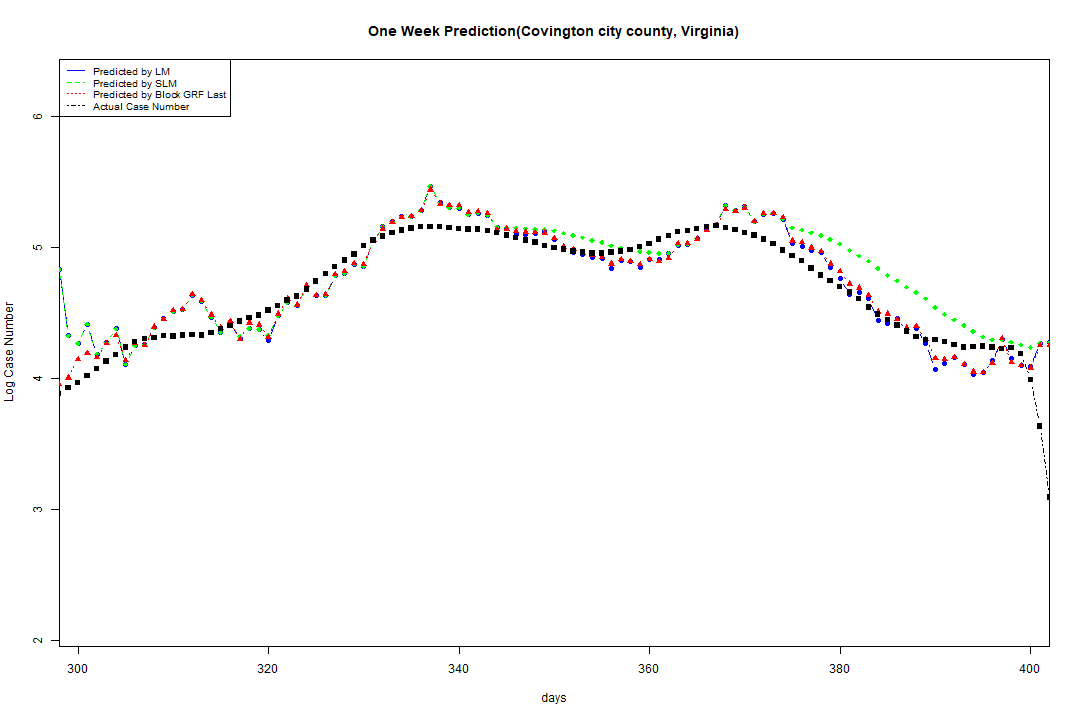 One Week Prediction(Covington city county, Virginia)
Predicted by LM
Predicted by SLM
Predicted by Block GRF Last
Actual Case Number
Log Case Number
6
5
4
3
2
300 320 340 360 380 400
days